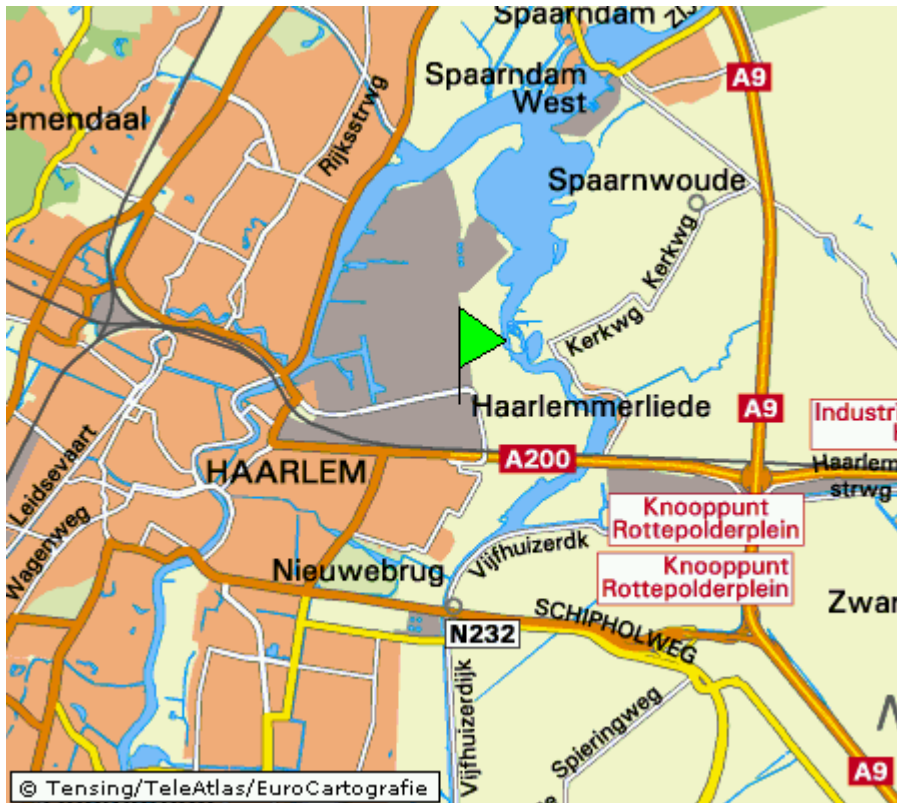 Spaarndam
A9
Spaarndam
West
emendaal
Rijksstrwg
Spaarnwoude
Kerkwg
Kerkwg
Haarlemmerliede
A9
Industri
H
A200
Haarlem
strwg
HAARLEM
Leidsevaart
Knooppunt
Rottepolderplein
Wagenweg
Vijfhuizerdk
Nieuwebrug
Knooppunt
Rottepolderplein
Zwar
SCHIPHOLWEG
N232
Vijfhuizerdijk
Spieringweg
A9
© Tensing/TeleAtlas/EuroCartografie